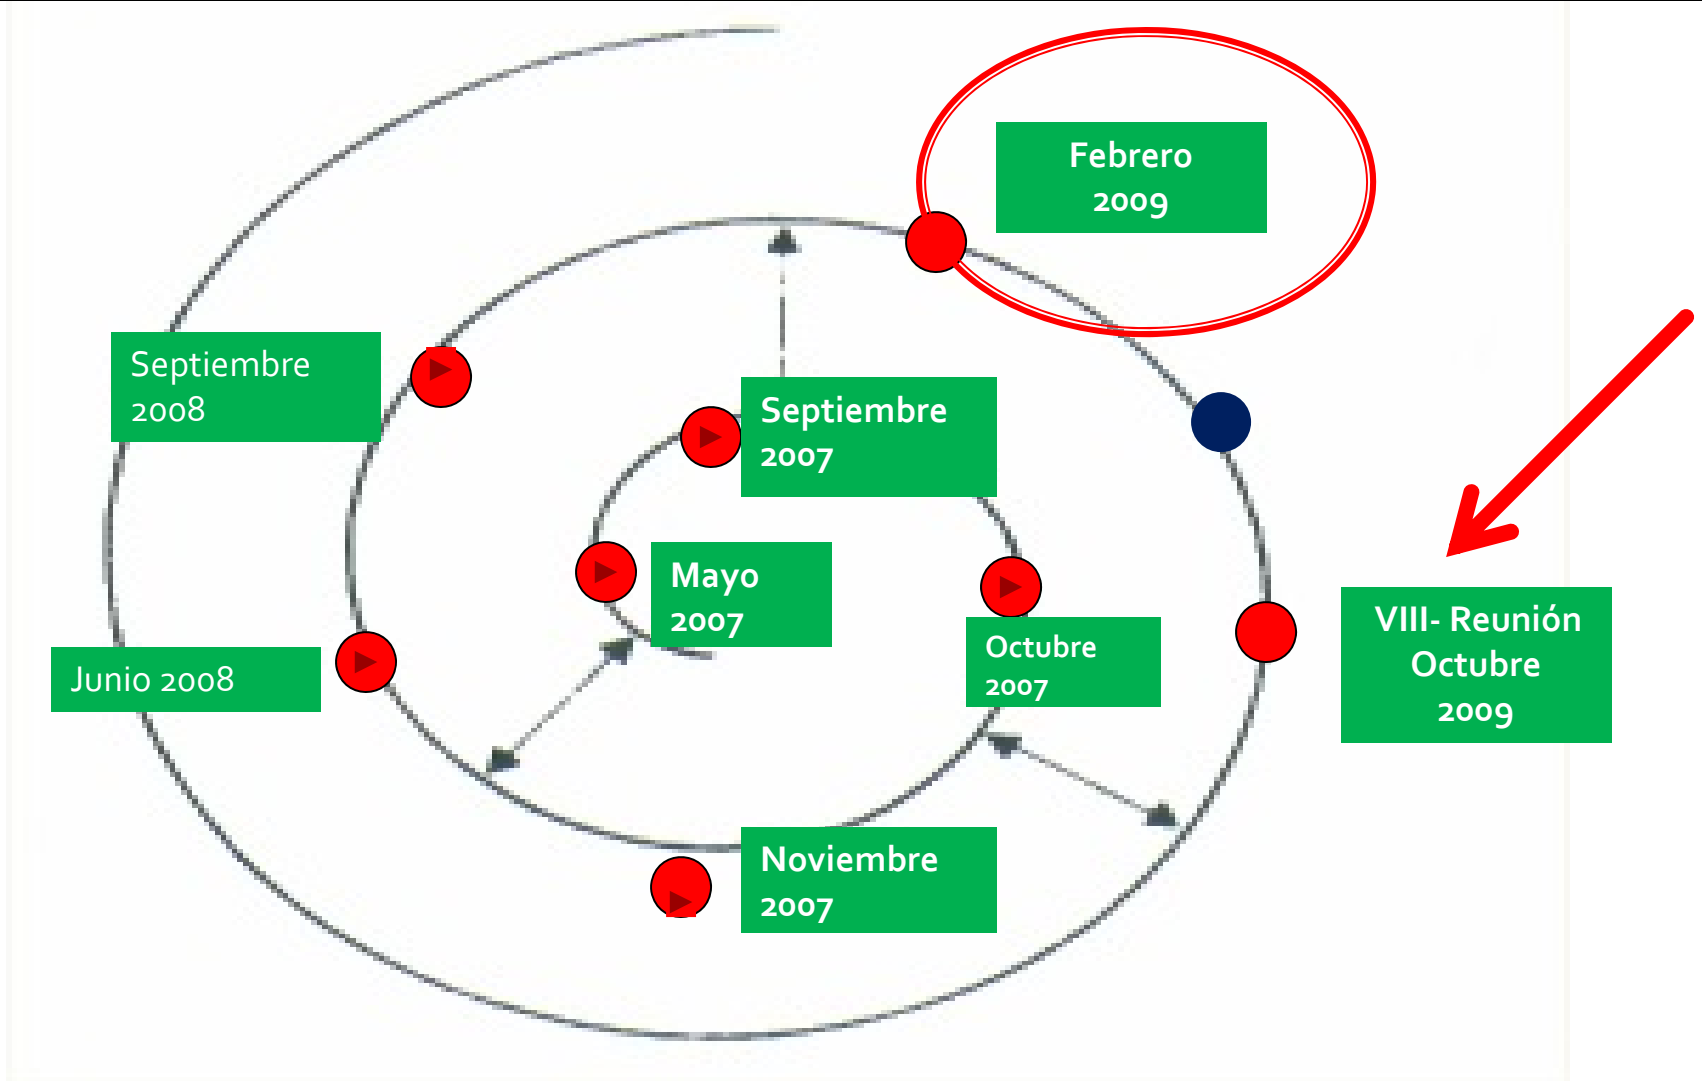 Febrero
2009
Septiembre
2008
Septiembre
2007
Mayo
2007
VIII- Reunión
Octubre
2009
Octubre
2007
Junio 2008
Noviembre
2007